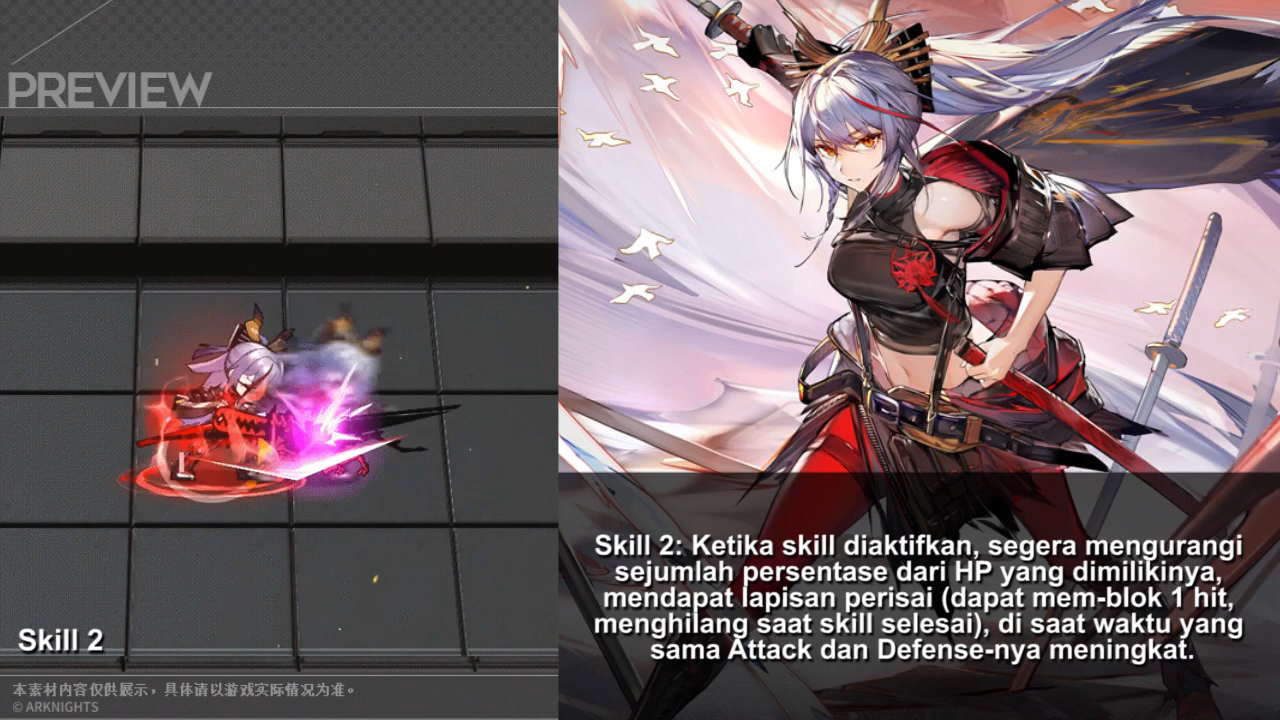 PREVIEW
Skill 2
本素材内容仅供展示，具体请以游戏实际情况为准。
© ARKNIGHTS
Skill 2: Ketika skill diaktifkan, segera mengurangi
sejumlah persentase dari HP yang dimilikinya,
mendapat lapisan perisai (dapat mem-blok 1 hit,
menghilang saat skill selesai), di saat waktu yang
sama Attack dan Defense-nya meningkat.